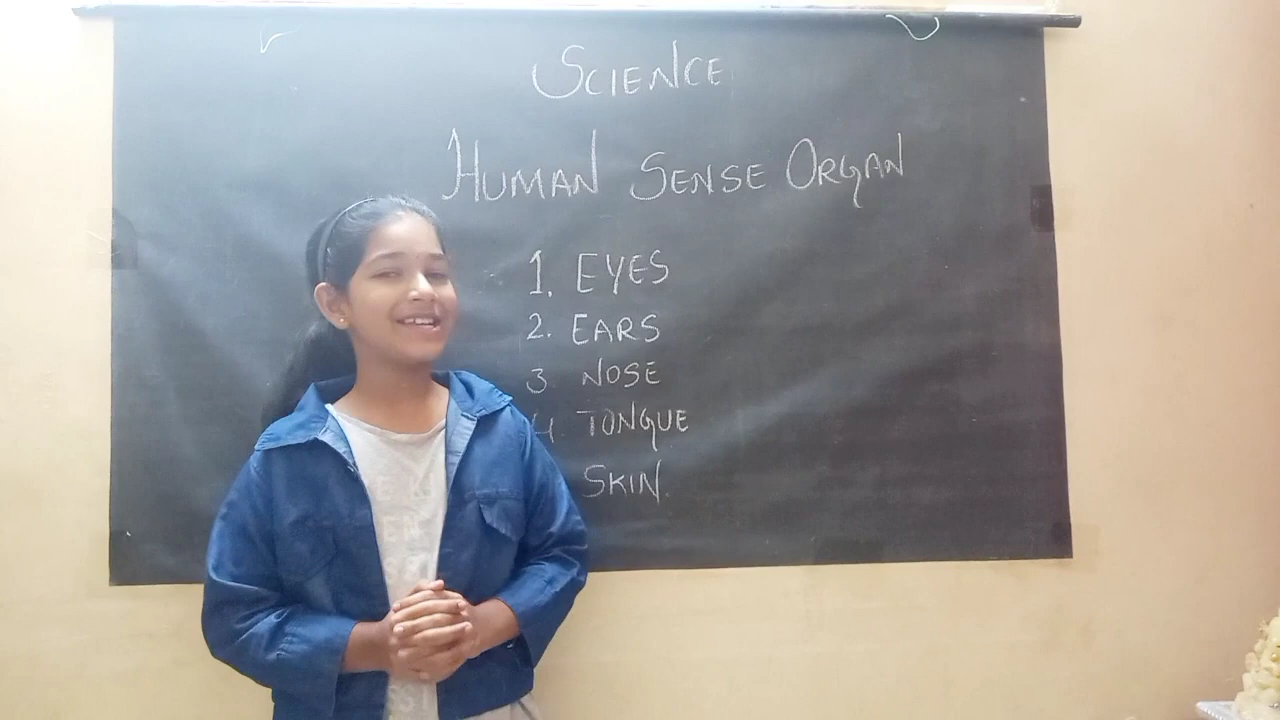 SCIENCE
HUMAN SENSE ORGAN
1. EYES
2. EARS
3 NOSE
4 TONGUE
SKIN